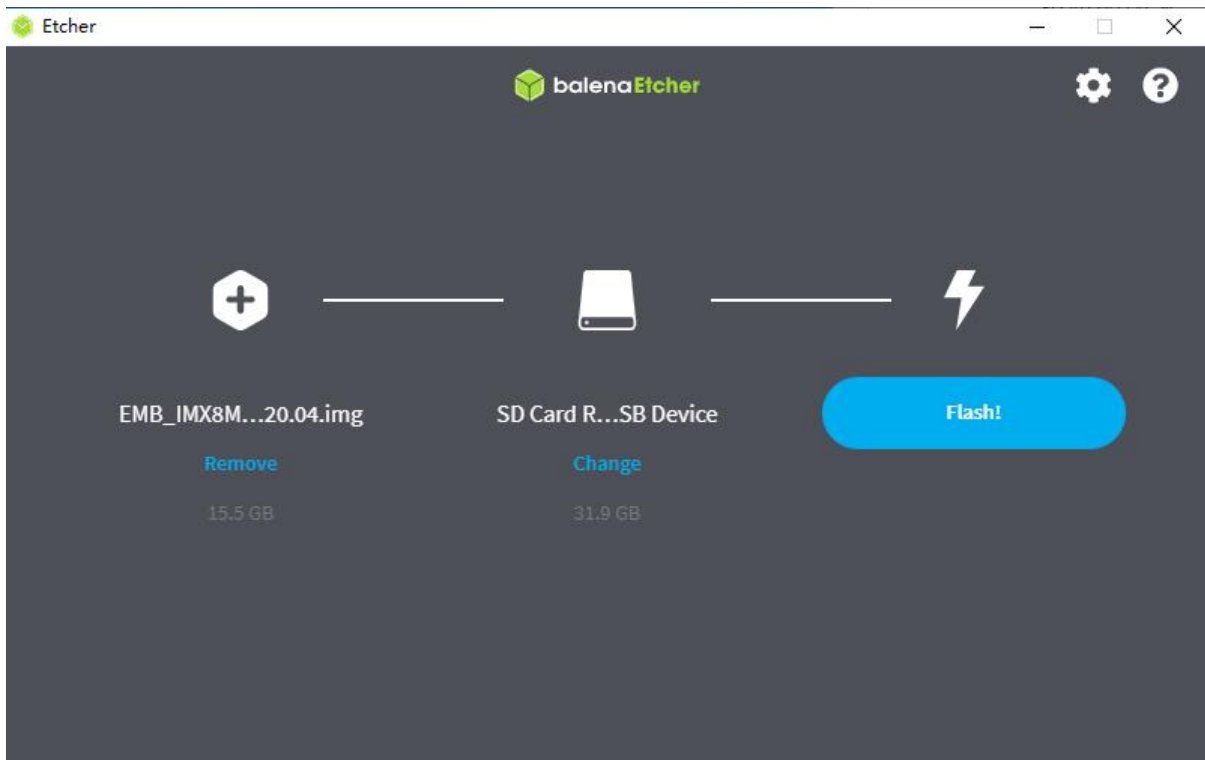 Etcher
balenaEtcher
EMB_IMX8M...20.04.img
SD Card R...SB Device
Flash!
Remove
Change
15.5 GB
31.9 GB